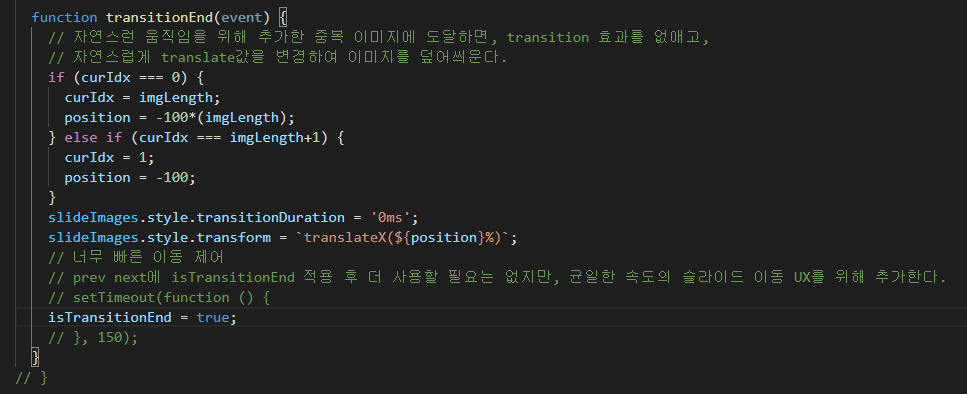 function transitionEnd(event) {
// 자연스런 움직임을 위해 추가한 중복 이미지에 도달하면, transition 효과를 없애고,
// 자연스럽게 translate값을 변경하여 이미지를 덮어씌운다.
if (curIdx === 0) {
curIdx = imgLength;
position = -100*(imgLength);
} else if (curIdx === imgLength+1) {
curIdx = 1;
position = -100;
}
slideImages.style.transitionDuration = '0ms';
slideImages.style.transform = `translateX(${position}%)`;
// 너무 빠른 이동 제어
// prev next에 isTransitionEnd 적용 후 더 사용할 필요는 없지만, 균일한 속도의 슬라이드 이동 UX를 위해 추가한다.
// setTimeout(function () {
isTransitionEnd = true;
// }, 150);
}
// }